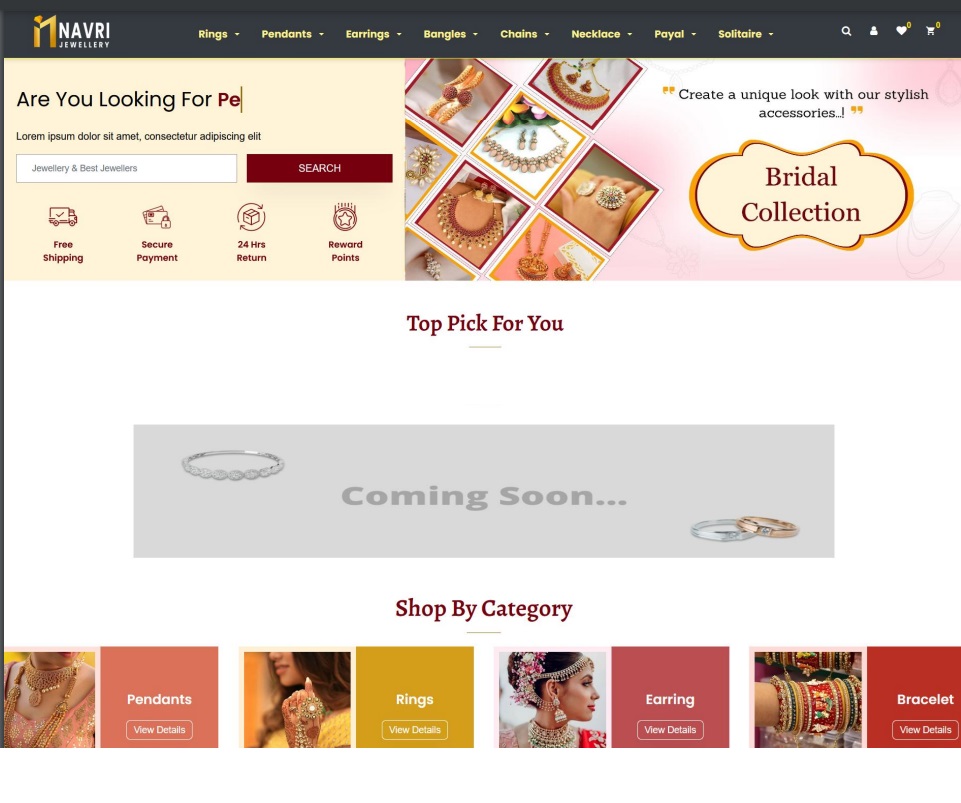 NAVRI
JEWELLERY
Rings Pendants Earrings Bangles Chains Necklace Payal Solitaire
0 0
Are You Looking For Pe
Lorem ipsum dolor sit amet, consectetur adipiscing elit
Jewellery & Best Jewellers
SEARCH
Free
Shipping
Secure
Payment
24 Hrs
Return
Reward
Points
❞ Create a unique look with our stylish
accessories..! ❞
Bridal
Collection
Top Pick For You
Coming Soon...
Shop By Category
Pendants
View Details
Rings
View Details
Earring
View Details
Bracelet
View Details